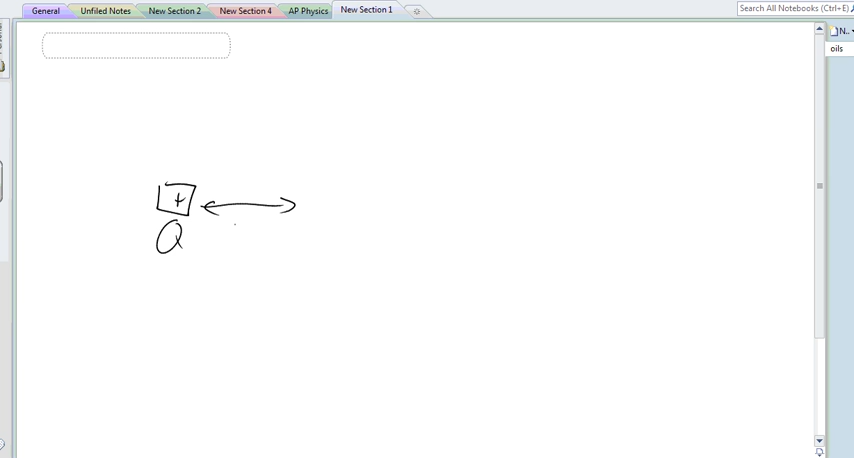 General Unfiled Notes New Section 2 New Section 4 AP Physics New Section 1
Search All Notebooks (Ctrl+E)
N..
oils
+
Q